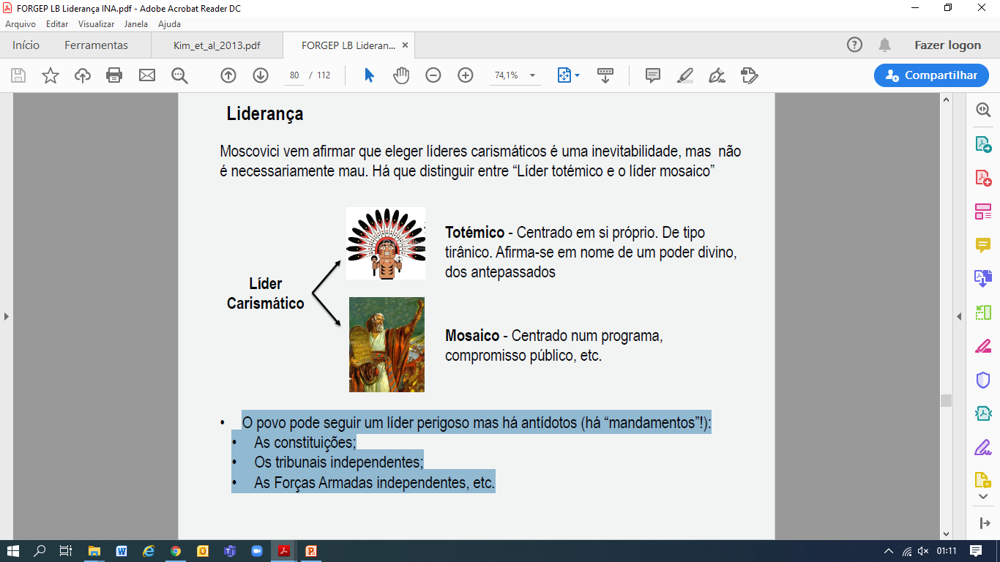 FORGEP LB Liderança INA.pdf - Adobe Acrobat Reader DC
Arquivo Editar Visualizar Janela Ajuda
Início Ferramentas Kim_et_al_2013.pdf FORGEP LB Lideran... × Fazer logon
80 / 112 74,1% Compartilhar
Liderança
Moscovici vem afirmar que eleger líderes carismáticos é uma inevitabilidade, mas não
é necessariamente mau. Há que distinguir entre “Líder totémico e o líder mosaico”
Totémico - Centrado em si próprio. De tipo
tirânico. Afirma-se em nome de um poder divino,
dos antepassados
Líder
Carismático
Mosaico - Centrado num programa,
compromisso público, etc.
• O povo pode seguir um líder perigoso mas há antídotos (há “mandamentos”!):
• As constituições;
• Os tribunais independentes;
• As Forças Armadas independentes, etc.
01:11